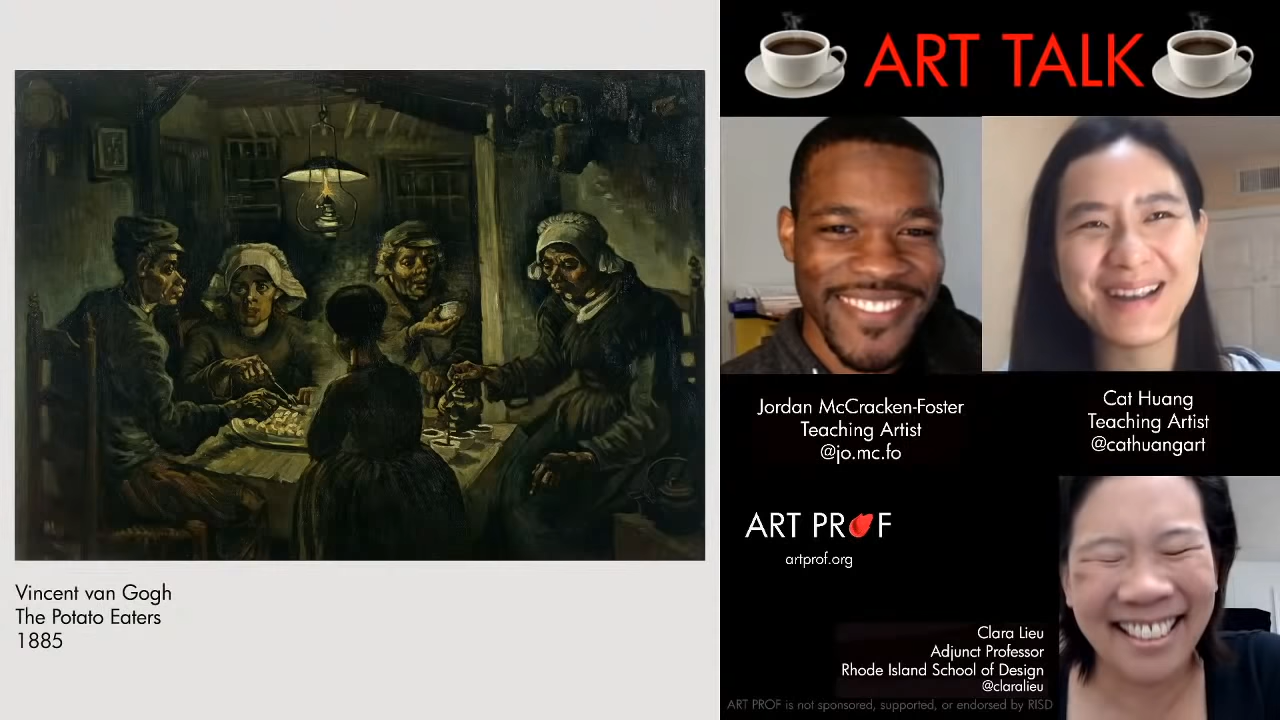 ART TALK
Vincent van Gogh
The Potato Eaters
1885
Jordan McCracken-Foster
Teaching Artist
@jo.mc.fo
Cat Huang
Teaching Artist
@cathuangart
ART PROF
artprof.org
Clara Lieu
Adjunct Professor
Rhode Island School of Design
@claralieu
ART PROF is not sponsored, supported, or endorsed by RISD